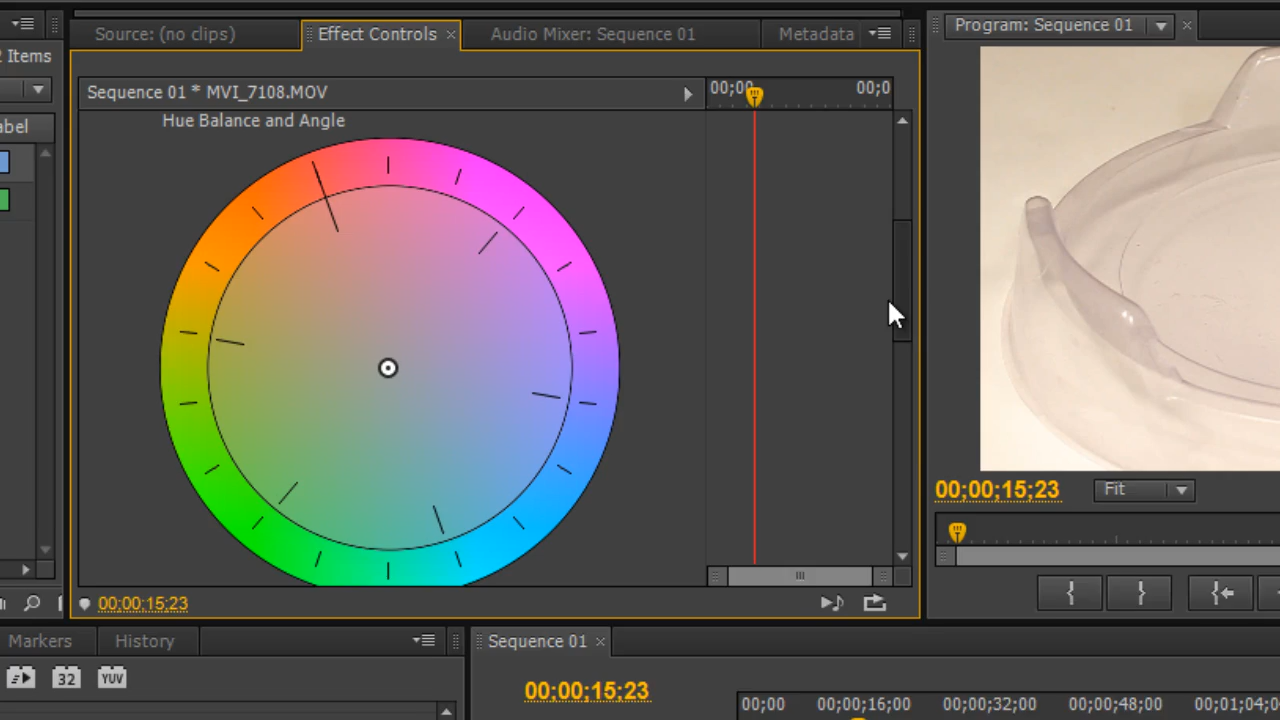 2 Items
abel
Source: (no clips)
Effect Controls
Audio Mixer: Sequence 01
Metadata
Sequence 01 * MVI_7108.MOV
00;00
00;0
Hue Balance and Angle
00;00;15;23
Program: Sequence 01
00;00;15;23
Fit
Markers
History
32
YUV
Sequence 01
00;00;15;23
00;00
00;00;16;00
00;00;32;00
00;00;48;00
00;01;04;0